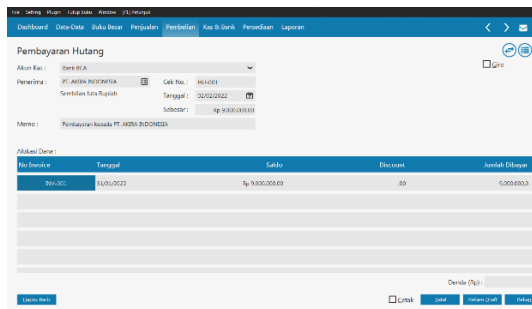 File Setting Plugin Tutup Buku Window [F1] Petunjuk
Dashboard Data-Data Buku Besar Penjualan Pembelian Kas & Bank Persediaan Laporan
Pembayaran Hutang
Giro
Akun Kas : Bank BCA
Penerima : PT. AKIRA INDONESIA Cek No. : HU-001
Sembilan Juta Rupiah Tanggal : 02/02/2022
Sebesar : Rp 9.000.000,00
Memo : Pembayaran kepada PT. AKIRA INDONESIA
Alokasi Dana :
No Invoice Tanggal Saldo Discount Jumlah Dibayar
INV-001 31/01/2022 Rp 9.000.000,00 ,00 9.000.000,0
Denda (Rp) :
Hapus Baris Cetak Batal Rekam Draft